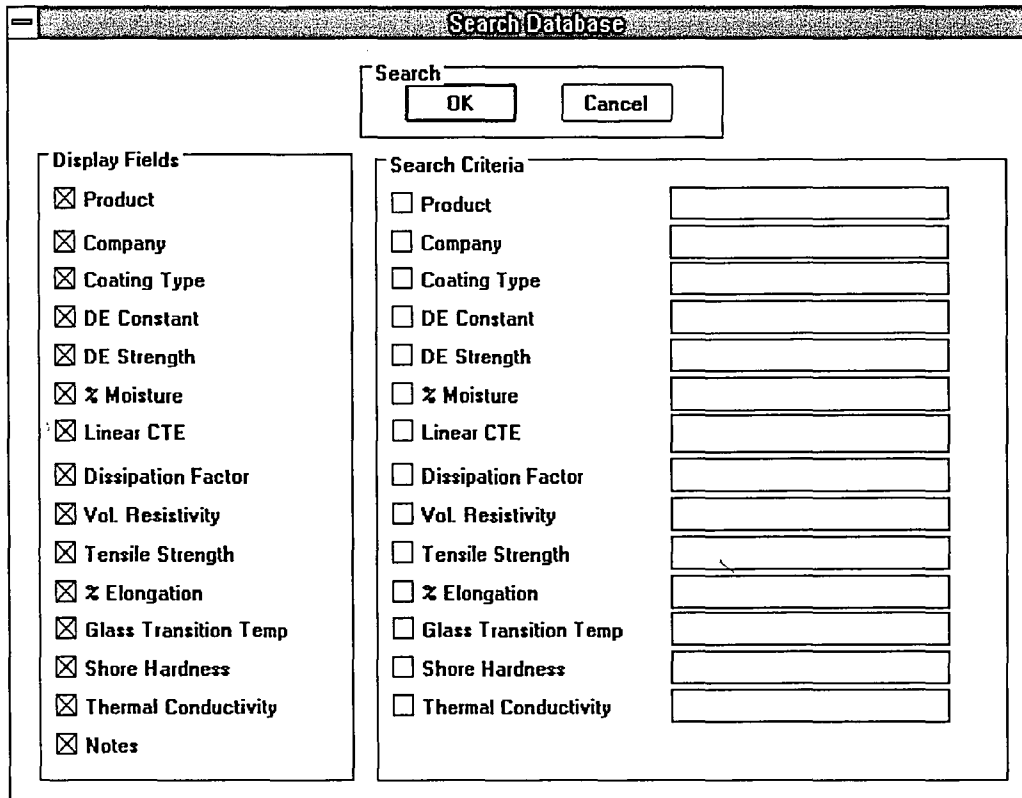 Search Database
Search
OK Cancel
Display Fields
Product
Company
Coating Type
DE Constant
DE Strength
% Moisture
Linear CTE
Dissipation Factor
Vol. Resistivity
Tensile Strength
% Elongation
Glass Transition Temp
Shore Hardness
Thermal Conductivity
Notes
Search Criteria
Product
Company
Coating Type
DE Constant
DE Strength
% Moisture
Linear CTE
Dissipation Factor
Vol. Resistivity
Tensile Strength
% Elongation
Glass Transition Temp
Shore Hardness
Thermal Conductivity